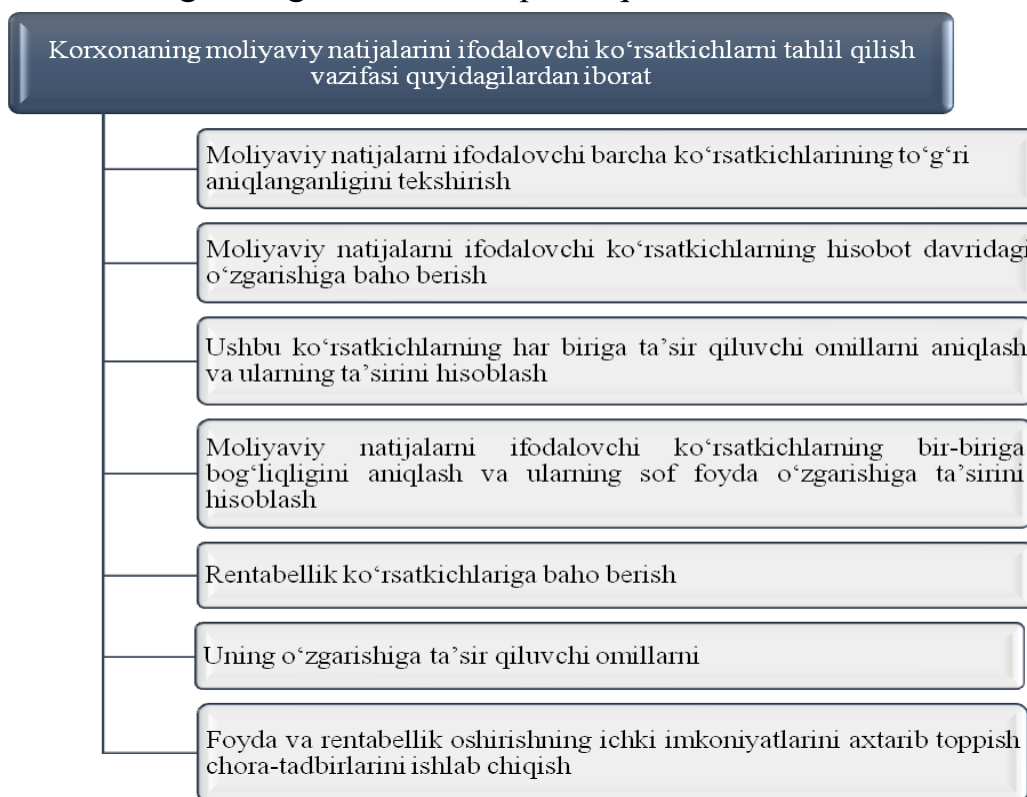 Korxonaning moliyaviy natijalarini ifodalovchi ko‘rsatkichlarni tahlil qilish
vazifasi quyidagilardan iborat
Moliyaviy natijalarni ifodalovchi barcha ko‘rsatkichlarining to‘g‘ri
aniqlanganligini tekshirish
Moliyaviy natijalarni ifodalovchi ko‘rsatkichlarning hisobot davridagi
o‘zgarishiga baho berish
Ushbu ko‘rsatkichlarning har biriga ta’sir qiluvchi omillarni aniqlash
va ularning ta’sirini hisoblash
Moliyaviy natijalarni ifodalovchi ko‘rsatkichlarning bir-biriga
bog‘liqligini aniqlash va ularning sof foyda o‘zgarishiga ta’sirini
hisoblash
Rentabellik ko‘rsatkichlariga baho berish
Uning o‘zgarishiga ta’sir qiluvchi omillarni
Foyda va rentabellik oshirishning ichki imkoniyatlarini axtarib toppish
chora-tadbirlarini ishlab chiqish